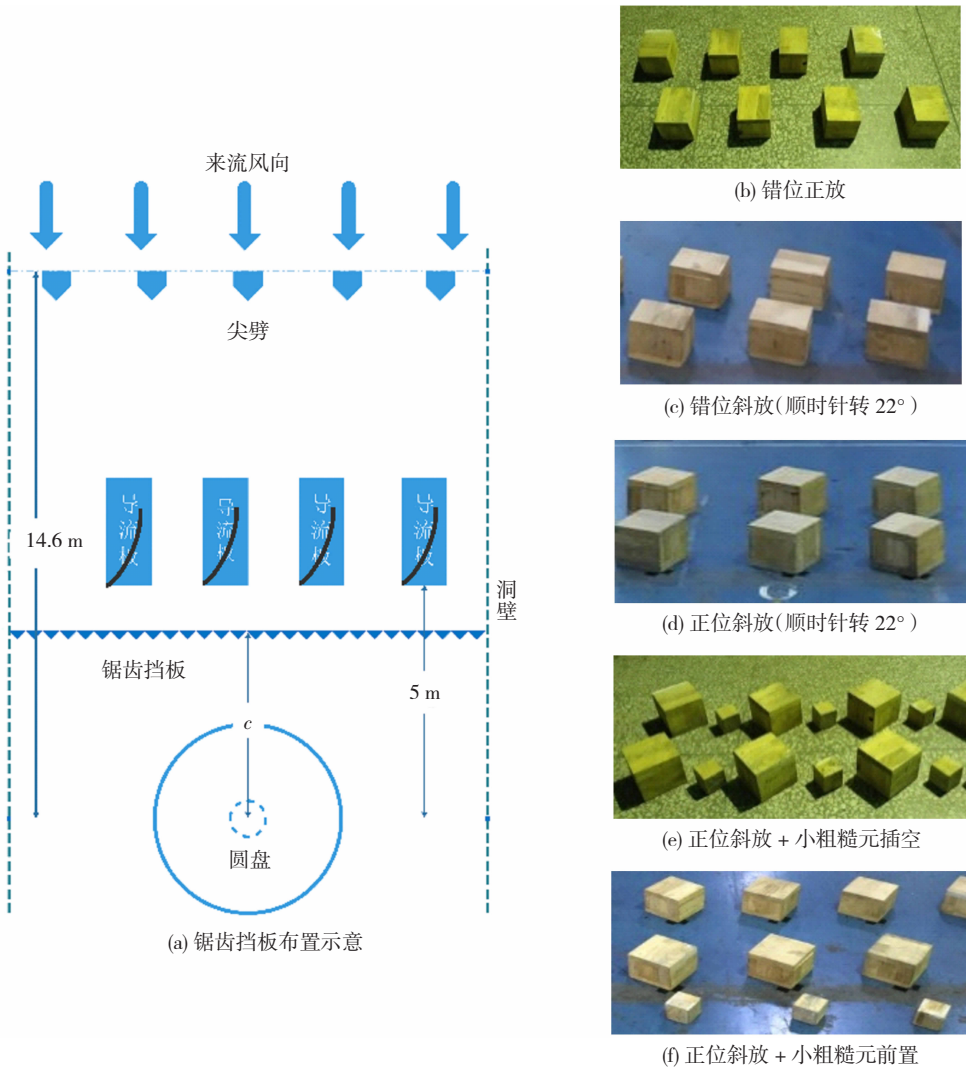 来流风向
尖劈
导流板
导流板
导流板
导流板
14.6 m
洞壁
锯齿挡板
5 m
c
圆盘
(a) 锯齿挡板布置示意
(b) 错位正放
(c) 错位斜放(顺时针转 22°)
(d) 正位斜放(顺时针转 22°)
(e) 正位斜放 + 小粗糙元插空
(f) 正位斜放 + 小粗糙元前置